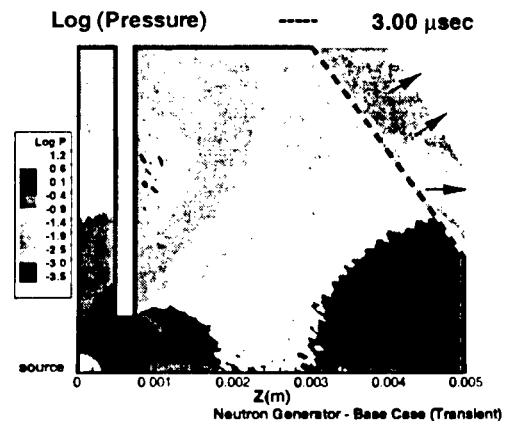 Log (Pressure) 3.00 μsec
Log P
1.2
0.6
0.1
-0.4
-0.9
-1.4
-1.9
-2.5
-3.0
-3.5
source
0 0.001 0.002 0.003 0.004 0.005
Z(m)
Neutron Generator - Base Case (Transient)